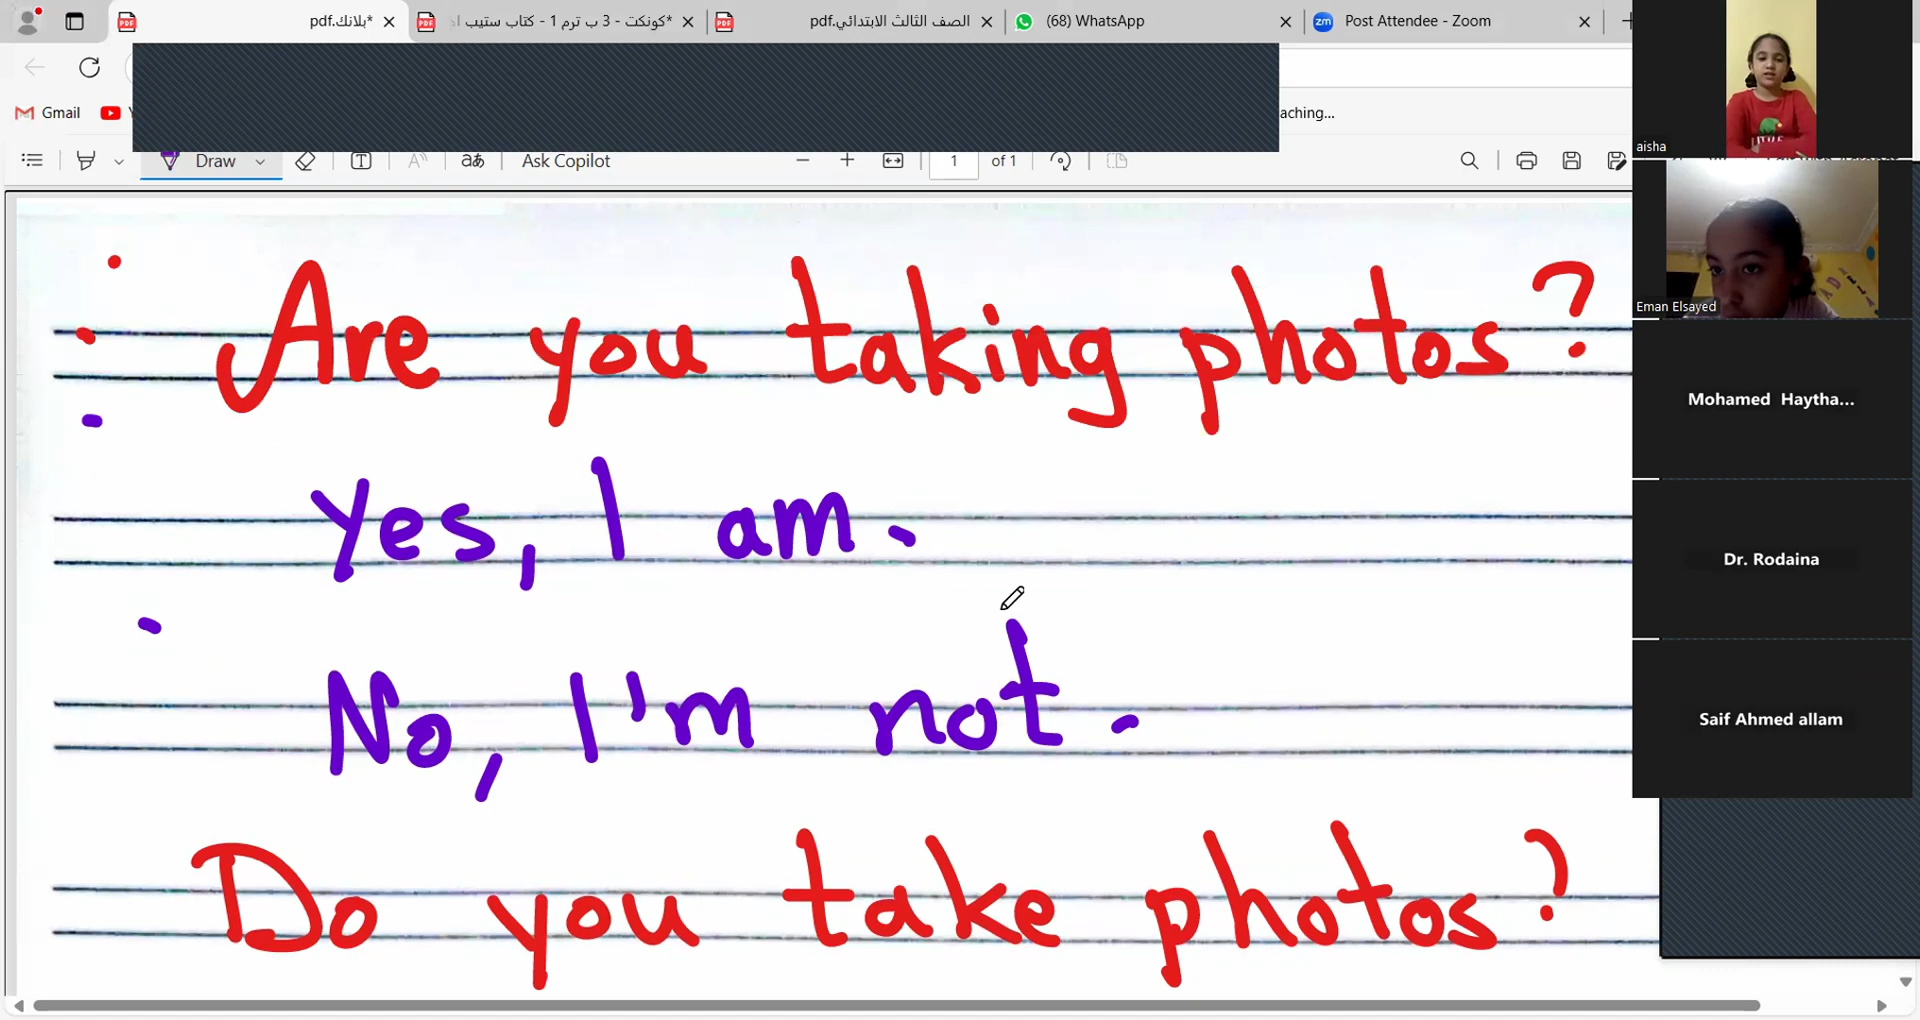 *بلانك.pdf
*كونكت - 3 ب ترم 1 - كتاب ستيب
الصف الثالث الابتدائي.pdf
(68) WhatsApp
Post Attendee - Zoom
Gmail
aching...
Draw
aあ
Ask Copilot
1
of 1
Are you taking photos?
Yes, I am.
No, I'm not.
Do you take photos?
aisha
Eman Elsayed
Mohamed Haytha...
Dr. Rodaina
Saif Ahmed allam